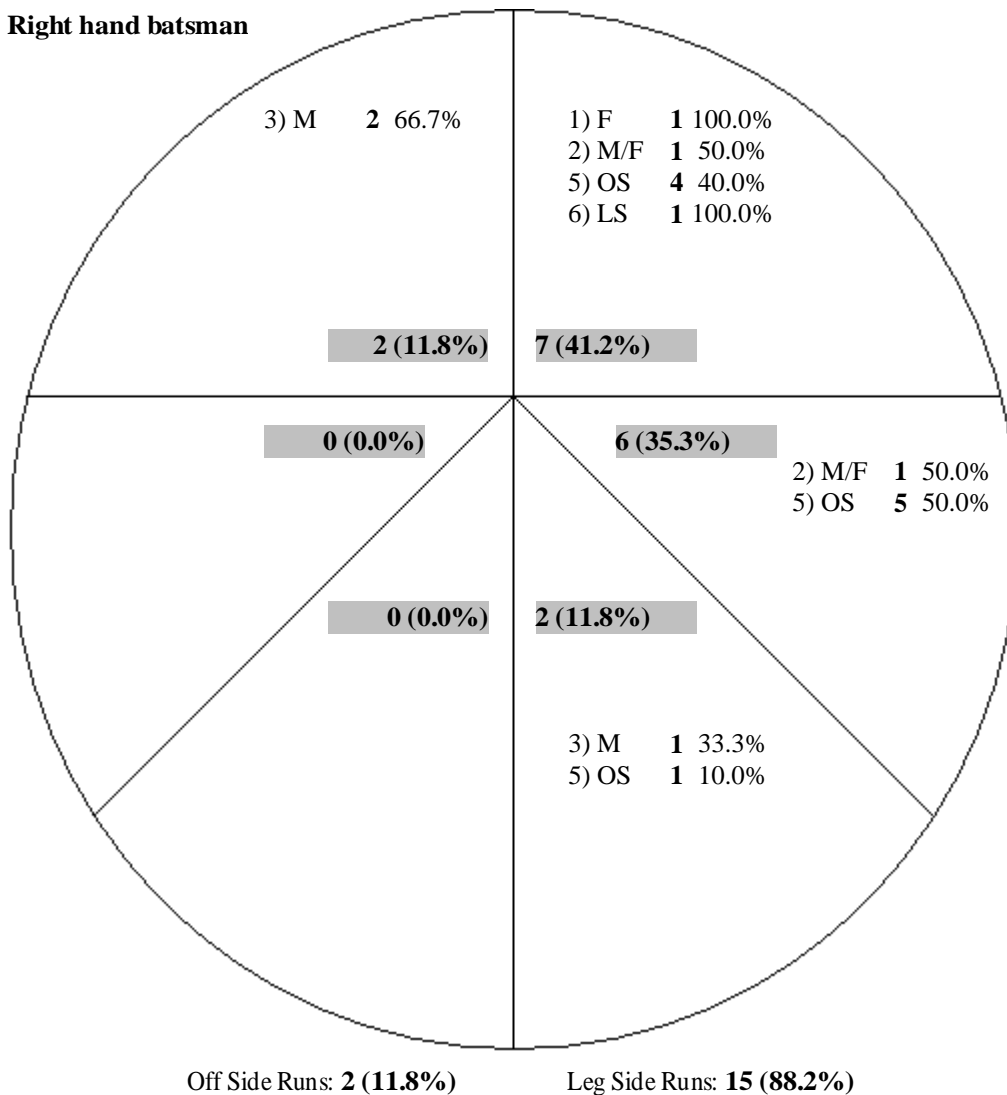 Right hand batsman
3) M 2 66.7%
1) F 1 100.0%
2) M/F 1 50.0%
5) OS 4 40.0%
6) LS 1 100.0%
2 (11.8%)
7 (41.2%)
0 (0.0%)
6 (35.3%)
2) M/F 1 50.0%
5) OS 5 50.0%
0 (0.0%)
2 (11.8%)
3) M 1 33.3%
5) OS 1 10.0%
Off Side Runs: 2 (11.8%)
Leg Side Runs: 15 (88.2%)